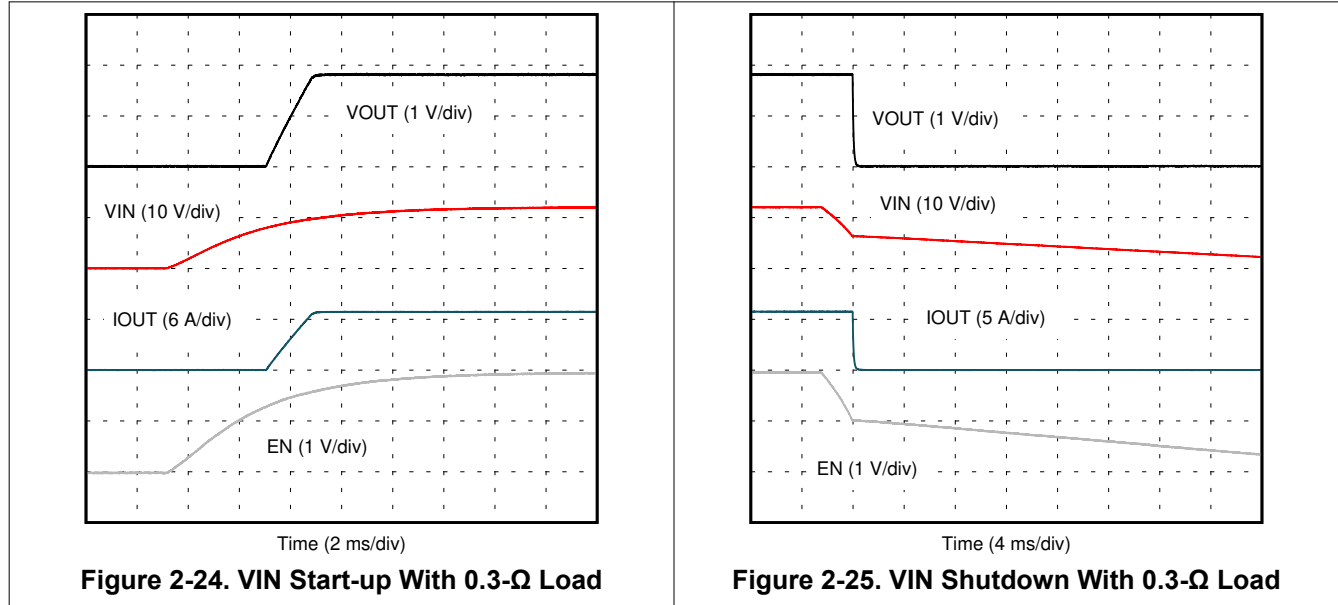 VOUT (1 V/div)
VIN (10 V/div)
IOUT (6 A/div)
EN (1 V/div)
Time (2 ms/div)
Figure 2-24. VIN Start-up With 0.3-Ω Load
VOUT (1 V/div)
VIN (10 V/div)
IOUT (5 A/div)
EN (1 V/div)
Time (4 ms/div)
Figure 2-25. VIN Shutdown With 0.3-Ω Load